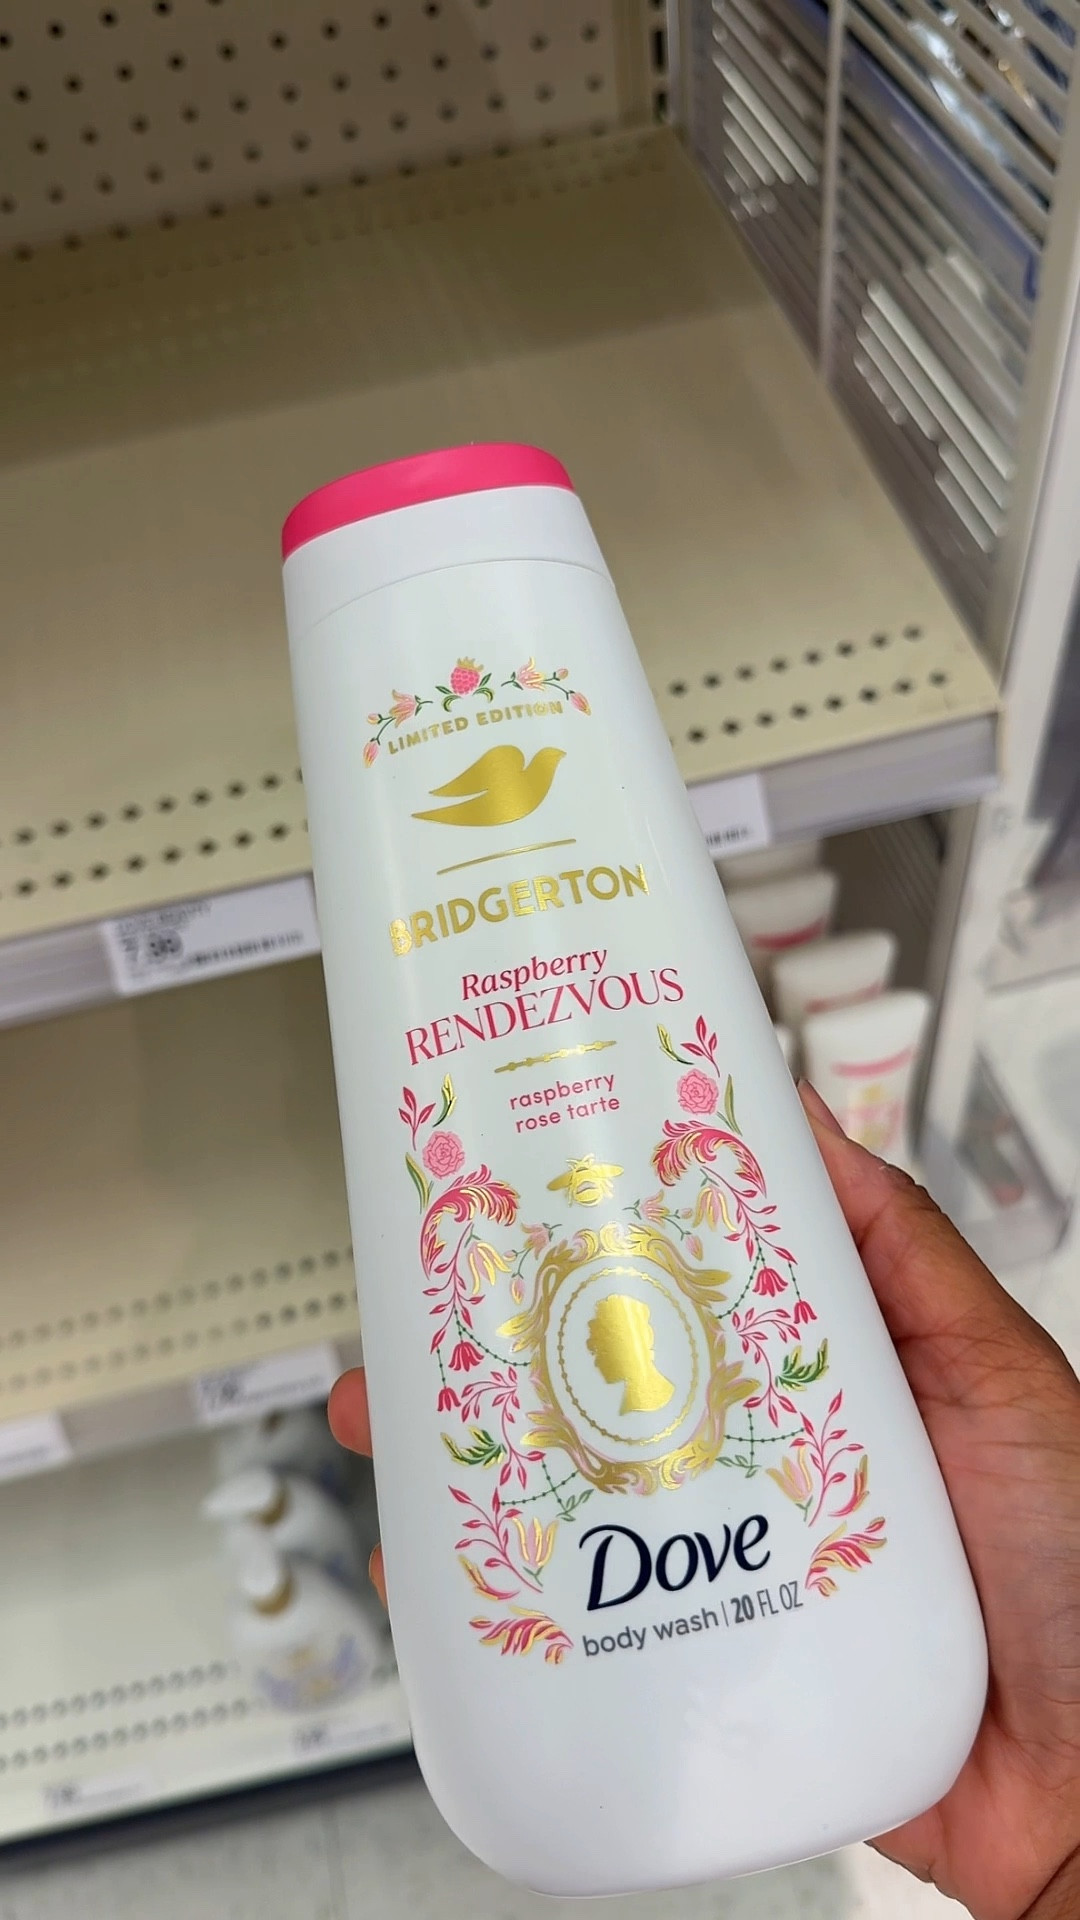 LIMITED EDITION
BRIDGERTON
Raspberry
RENDEZVOUS
raspberry
rose tarte
Dove
body wash | 20 FL OZ